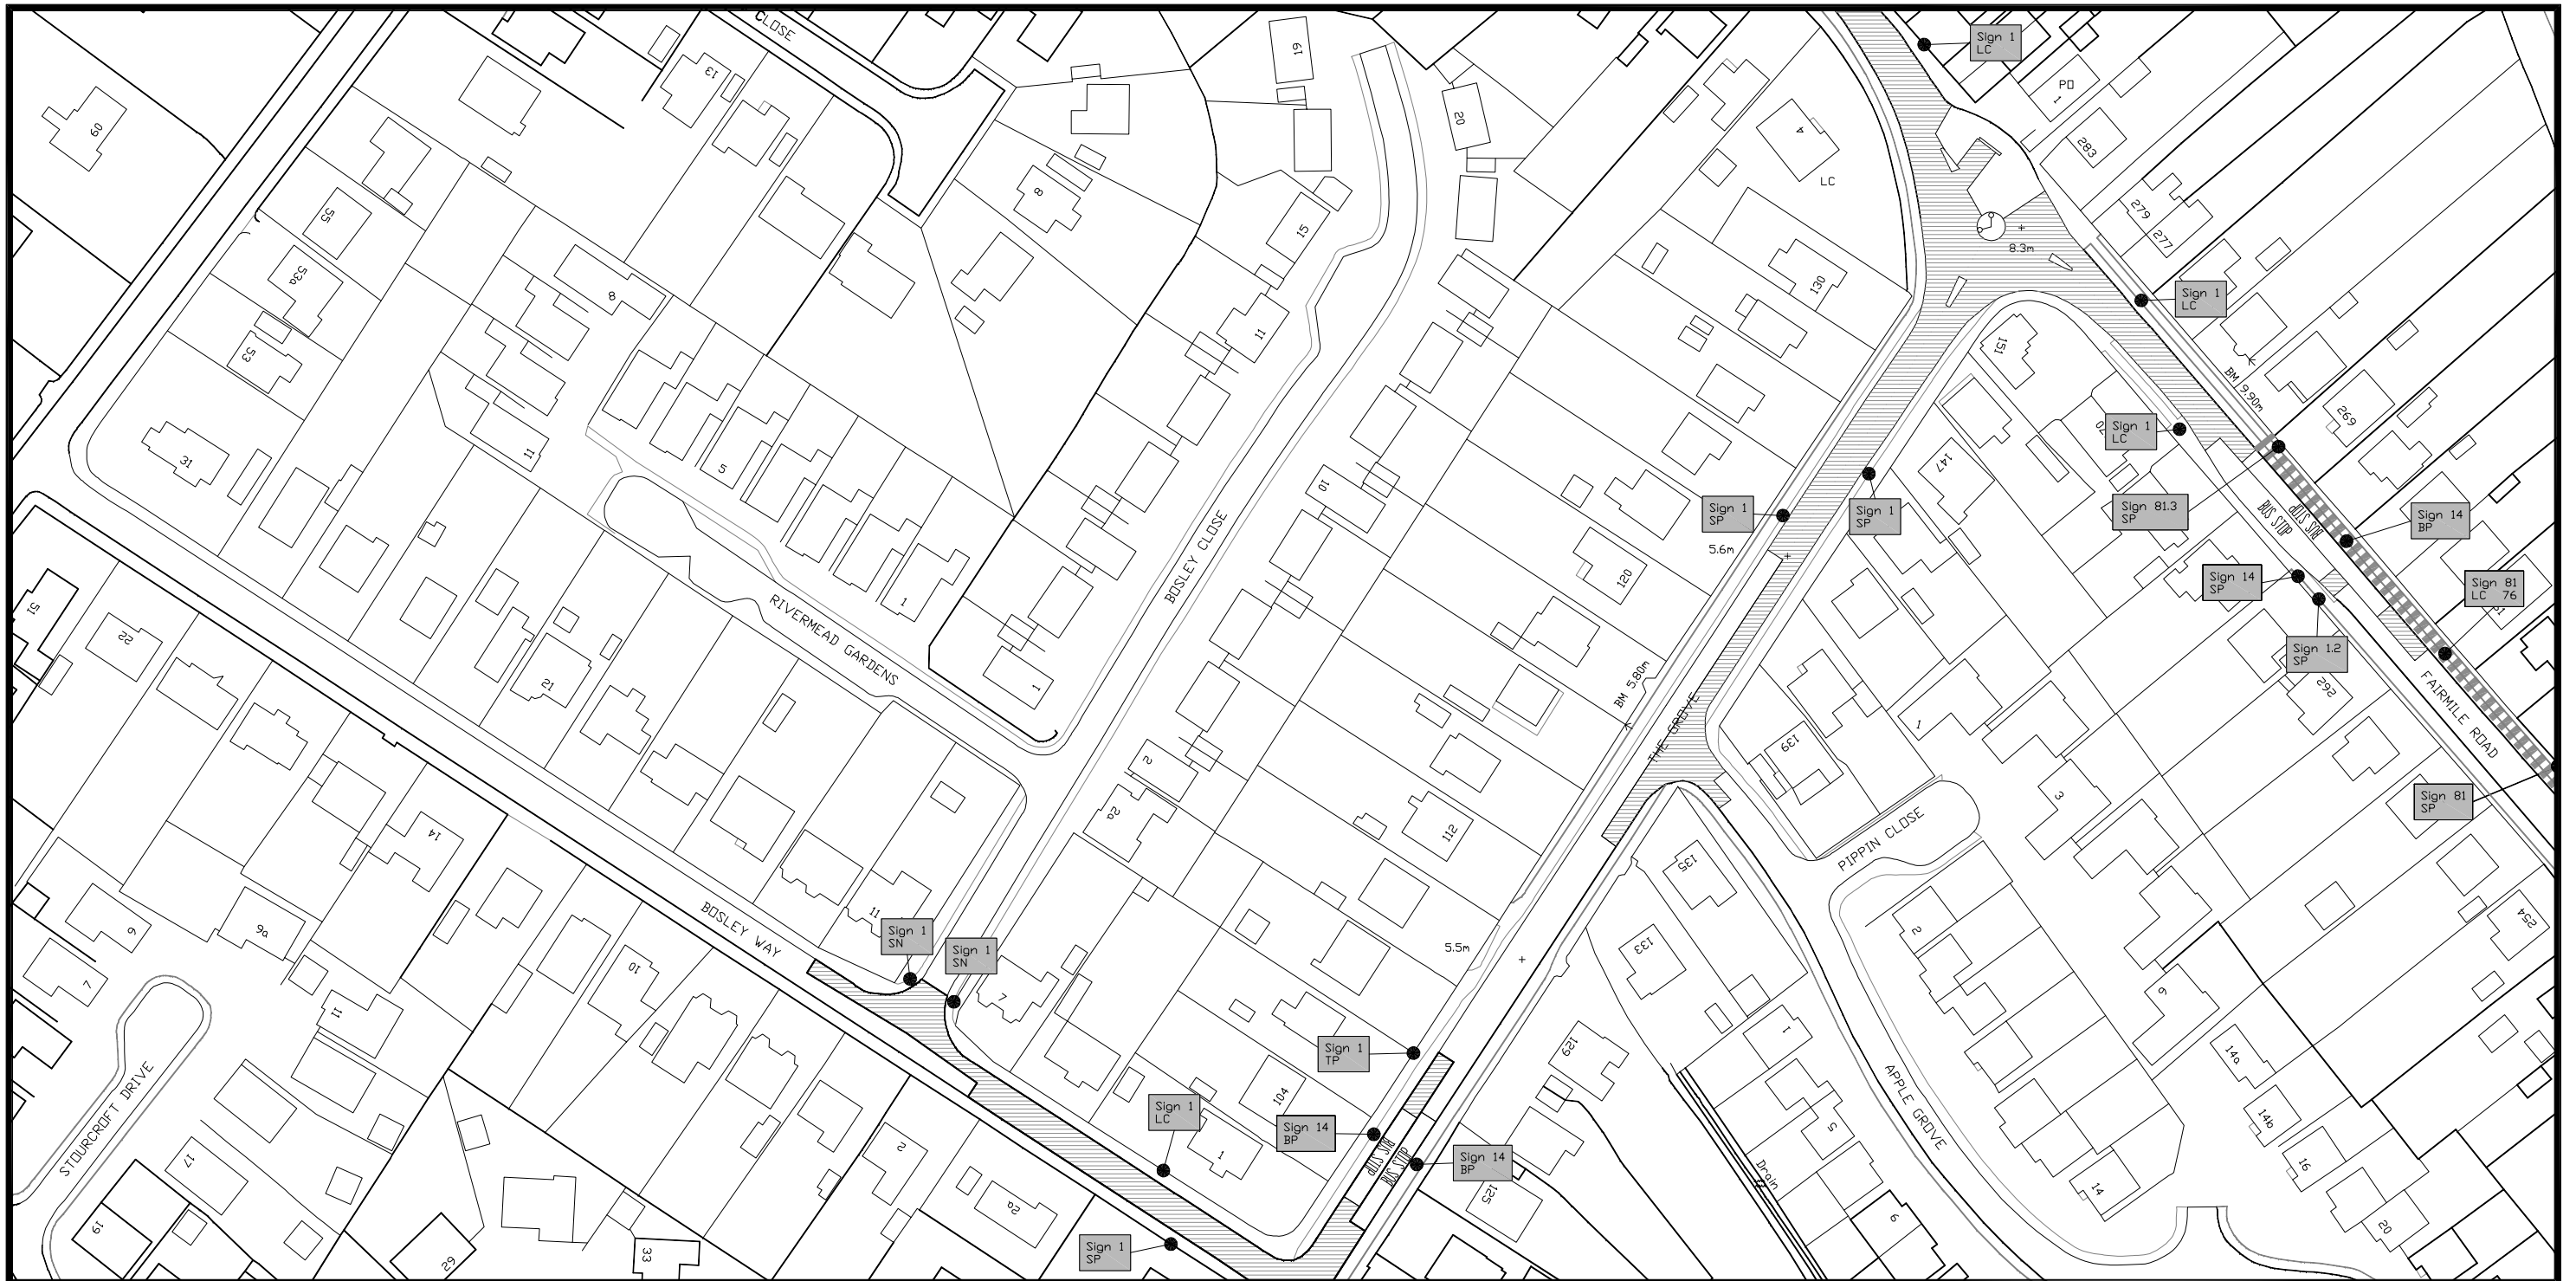 CLOSE
Sign 1
LC
61
13
20
PO
1
09
4
LC
283
8
55
15
279
277
8.3m
53a
130
8
Sign 1
LC
11
53
151
BM 9.90m
269
Sign 1
LC
31
11
5
147
10
Sign 1
SP
Sign 1
SP
Sign 81.3
SP
Sign 14
BP
BUS STOP
BUS STOP
5.6m
BOSLEY CLOSE
120
Sign 14
SP
Sign 81
LC 76
51
22
1
RIVERMEAD GARDENS
Sign 1.2
SP
292
21
1
BM 5.80m
THE GROVE
FAIRMILE ROAD
1
139
2
3
Sign 81
SP
2a
14
112
PIPPIN CLOSE
135
BOSLEY WAY
11
9
9a
Sign 1
SN
Sign 1
SN
133
5.5m
2
254
10
7
7
9
11
129
1
Sign 1
TP
14a
STOURCROFT DRIVE
104
APPLE GROVE
Sign 1
LC
Sign 14
BP
14b
5
BUS STOP
BUS STOP
Sign 14
BP
17
2
1
Drain
16
125
14
2a
9
20
19
Sign 1
SP
33
62